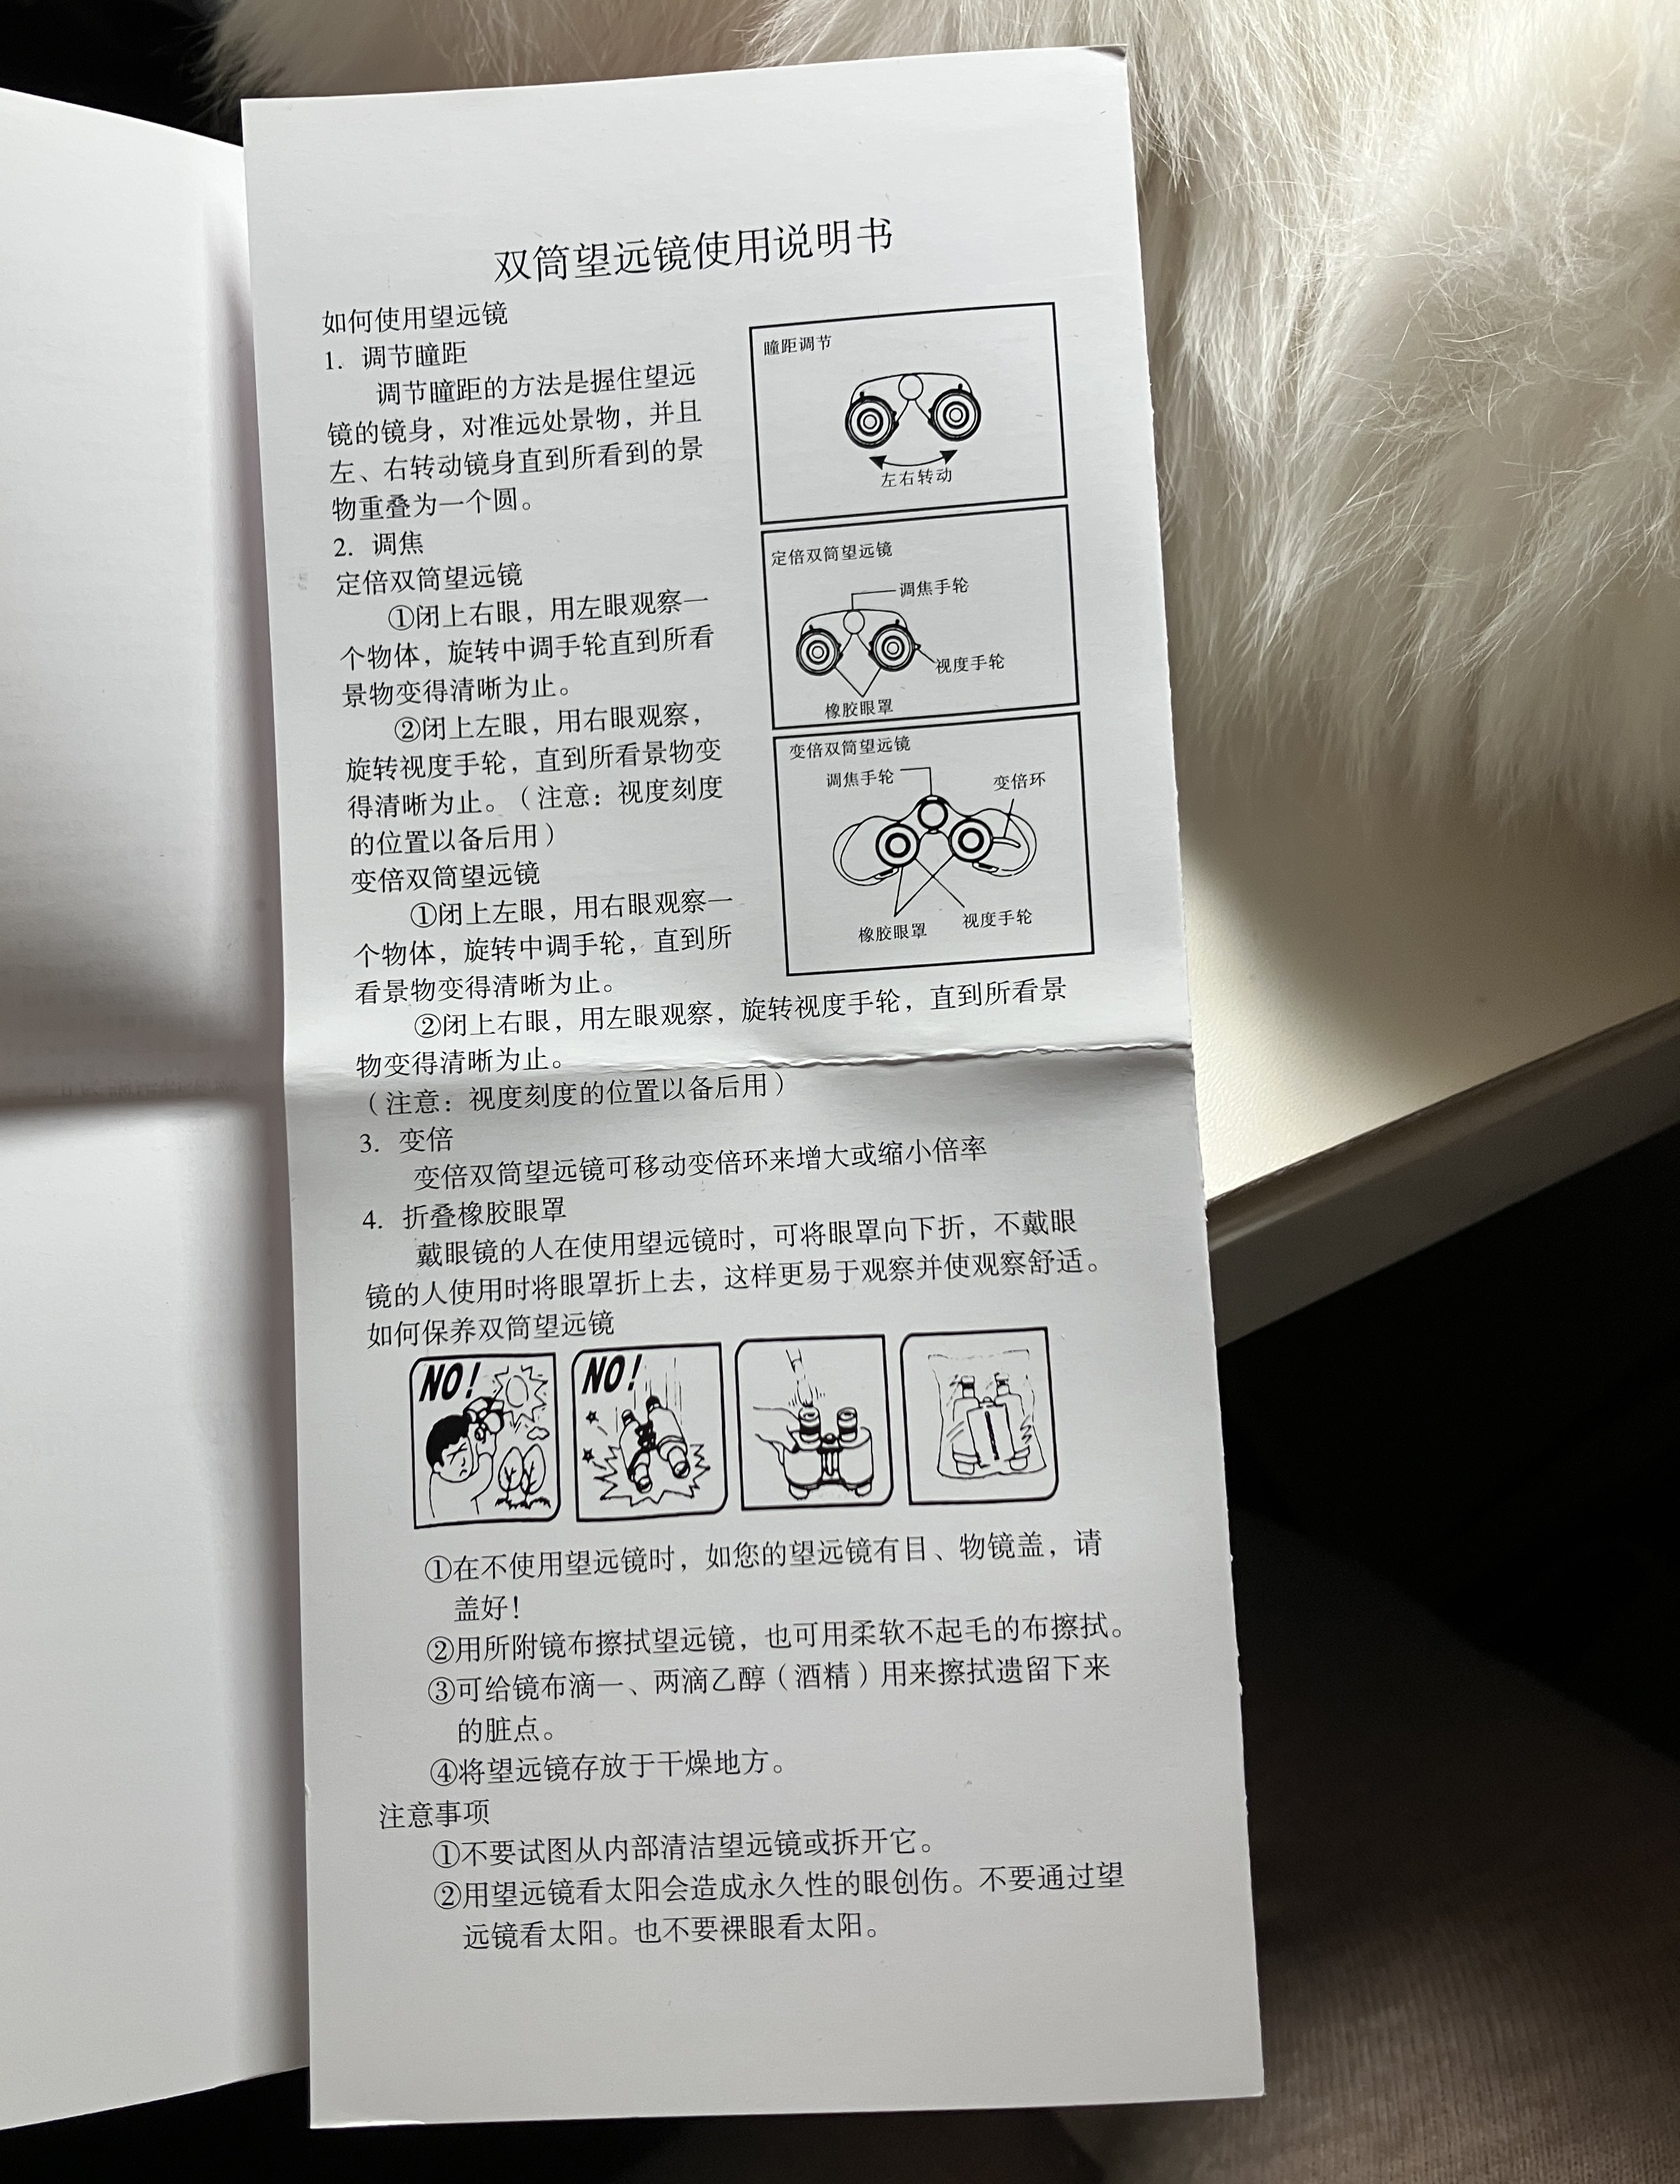 双筒望远镜使用说明书
如何使用望远镜
1. 调节瞳距
调节瞳距的方法是握住望远
镜的镜身，对准远处景物，并且
左、右转动镜身直到所看到的景
物重叠为一个圆。
2. 调焦
定倍双筒望远镜
①闭上右眼，用左眼观察一
个物体，旋转中调手轮直到所看
景物变得清晰为止。
②闭上左眼，用右眼观察，
旋转视度手轮，直到所看景物变
得清晰为止。（注意：视度刻度
的位置以备后用）
变倍双筒望远镜
①闭上左眼，用右眼观察一
个物体，旋转中调手轮，直到所
看景物变得清晰为止。
瞳距调节
左右转动
定倍双筒望远镜
调焦手轮
视度手轮
橡胶眼罩
变倍双筒望远镜
调焦手轮
变倍环
橡胶眼罩
视度手轮
②闭上右眼，用左眼观察，旋转视度手轮，直到所看景
物变得清晰为止。
（注意：视度刻度的位置以备后用）
3. 变倍
变倍双筒望远镜可移动变倍环来增大或缩小倍率
4. 折叠橡胶眼罩
戴眼镜的人在使用望远镜时，可将眼罩向下折，不戴眼
镜的人使用时将眼罩折上去，这样更易于观察并使观察舒适。
如何保养双筒望远镜
NO!
NO!
①在不使用望远镜时，如您的望远镜有目、物镜盖，请
盖好！
②用所附镜布擦拭望远镜，也可用柔软不起毛的布擦拭。
③可给镜布滴一、两滴乙醇（酒精）用来擦拭遗留下来
的脏点。
④将望远镜存放于干燥地方。
注意事项
①不要试图从内部清洁望远镜或拆开它。
②用望远镜看太阳会造成永久性的眼创伤。不要通过望
远镜看太阳。也不要裸眼看太阳。